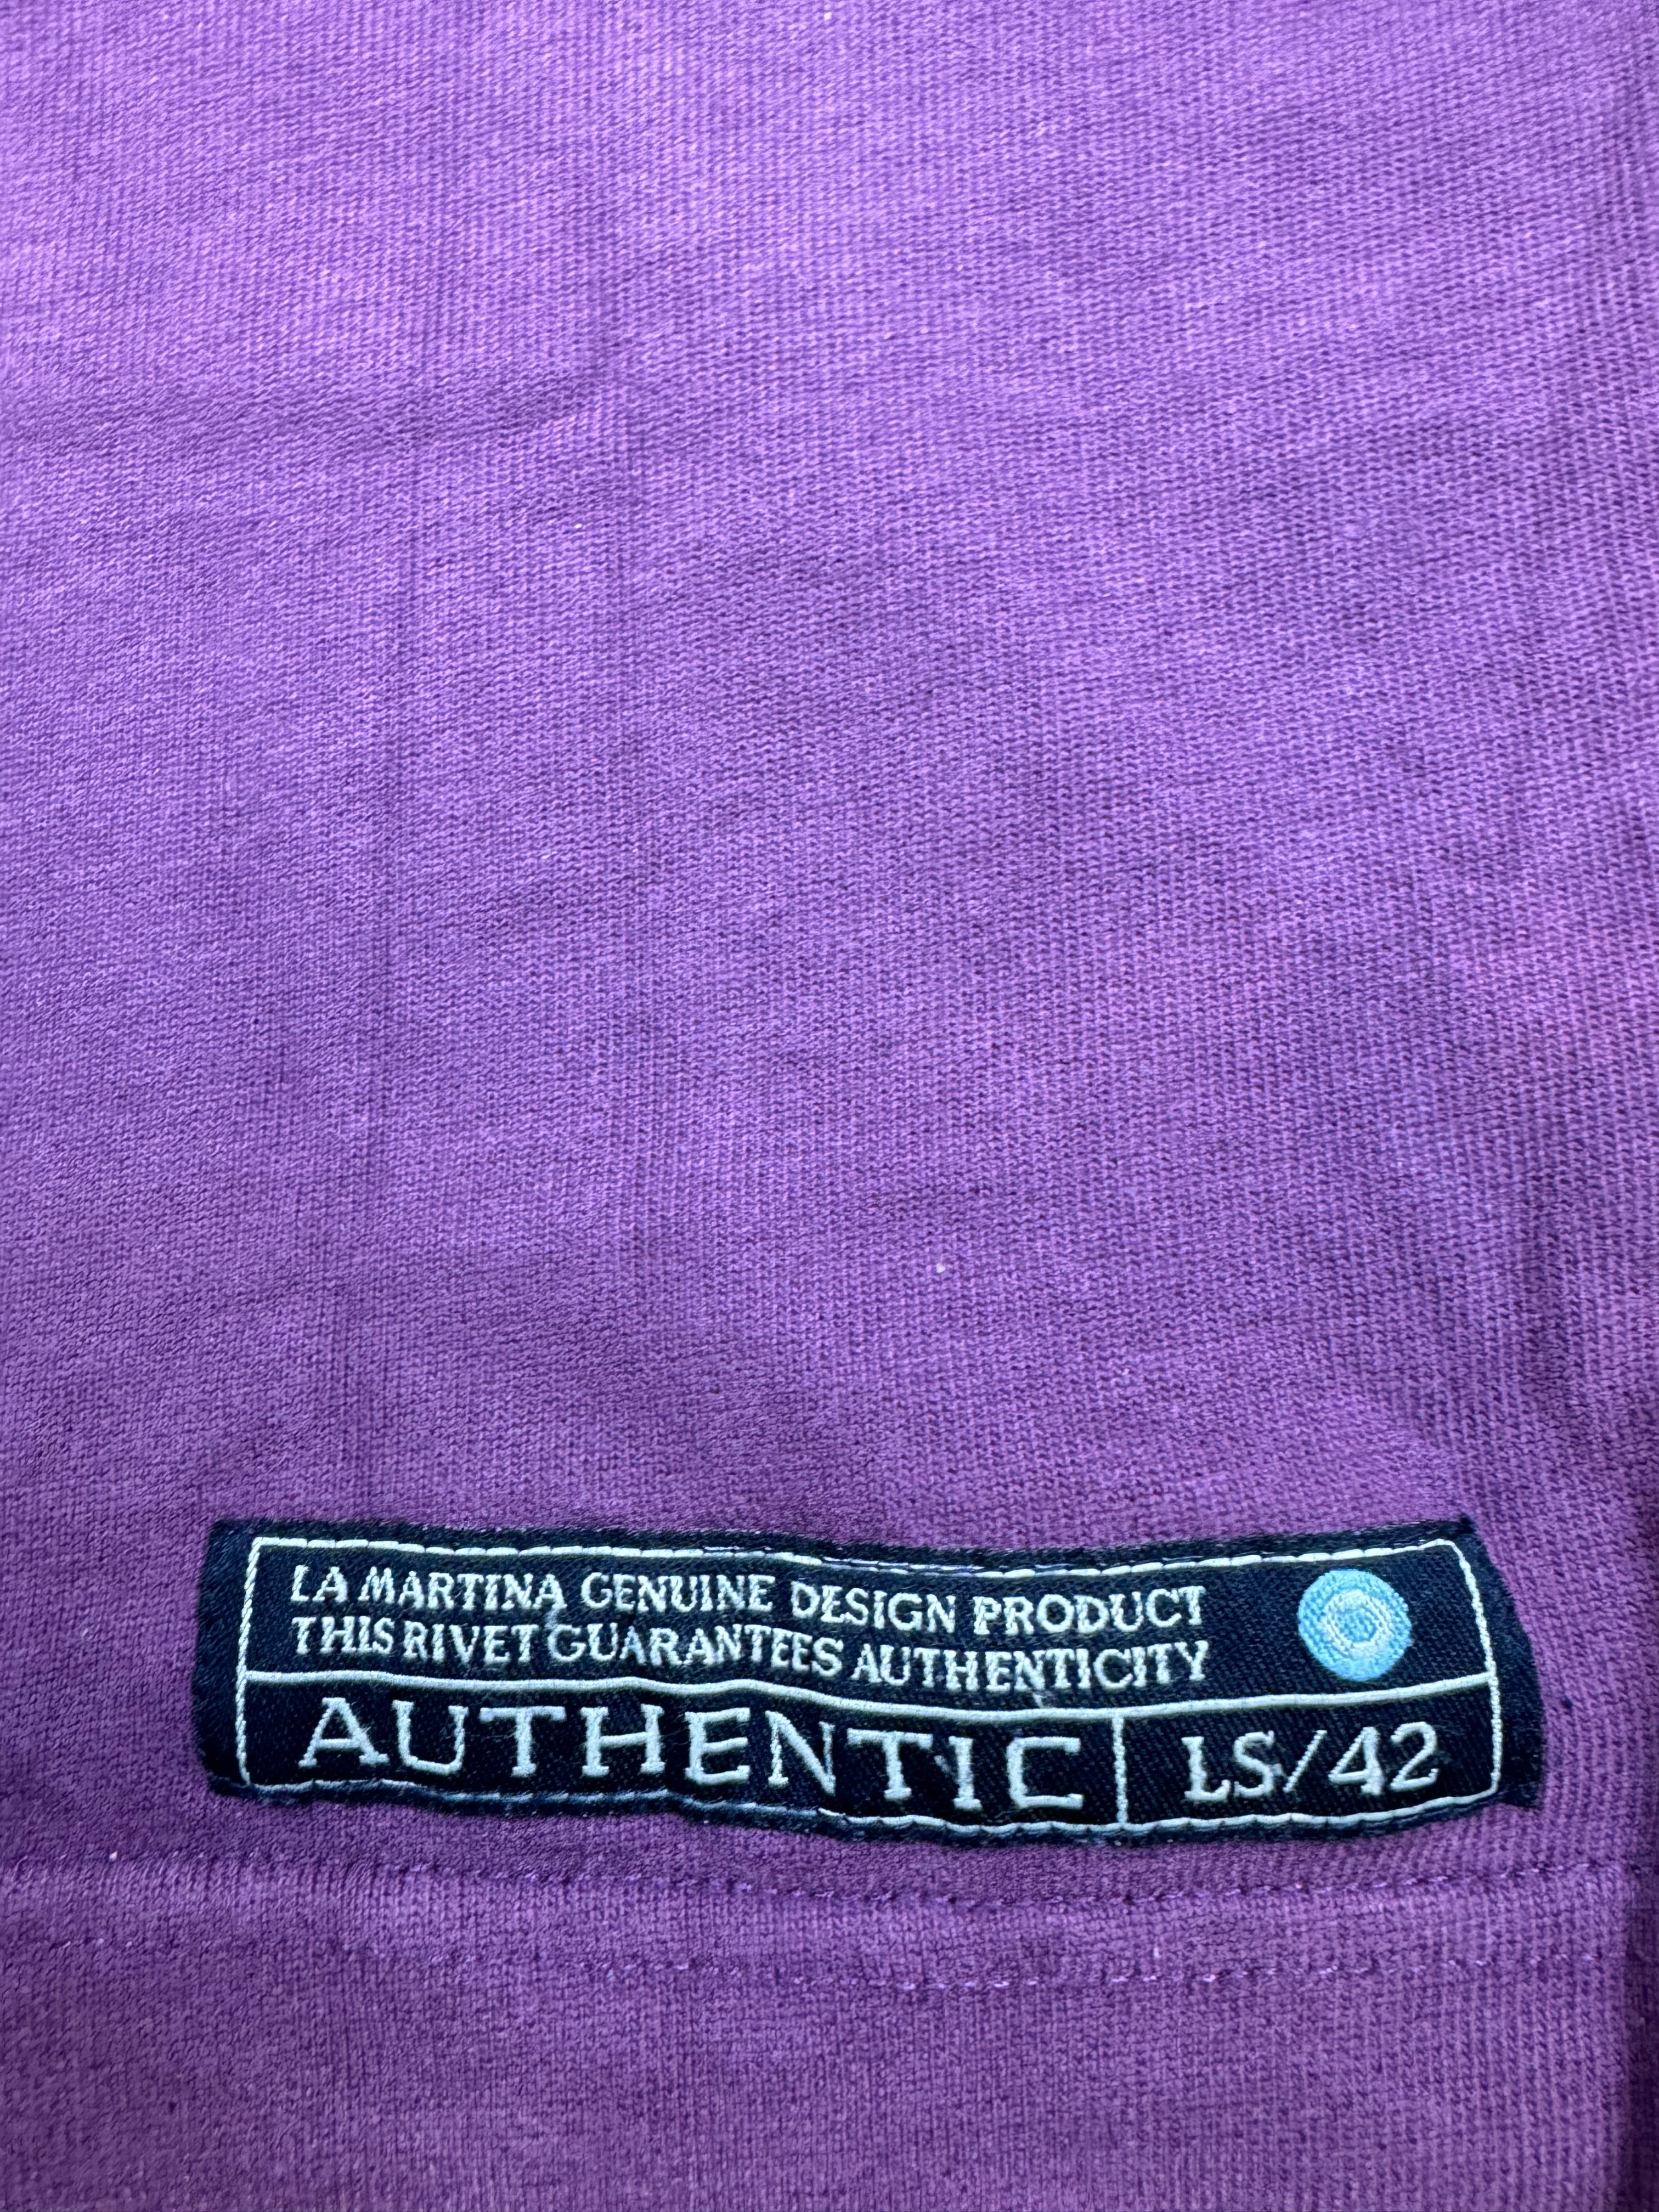 LA MARTINA GENUINE DESIGN PRODUCT
THIS RIVET GUARANTEES AUTHENTICITY
AUTHENTIC LS/42